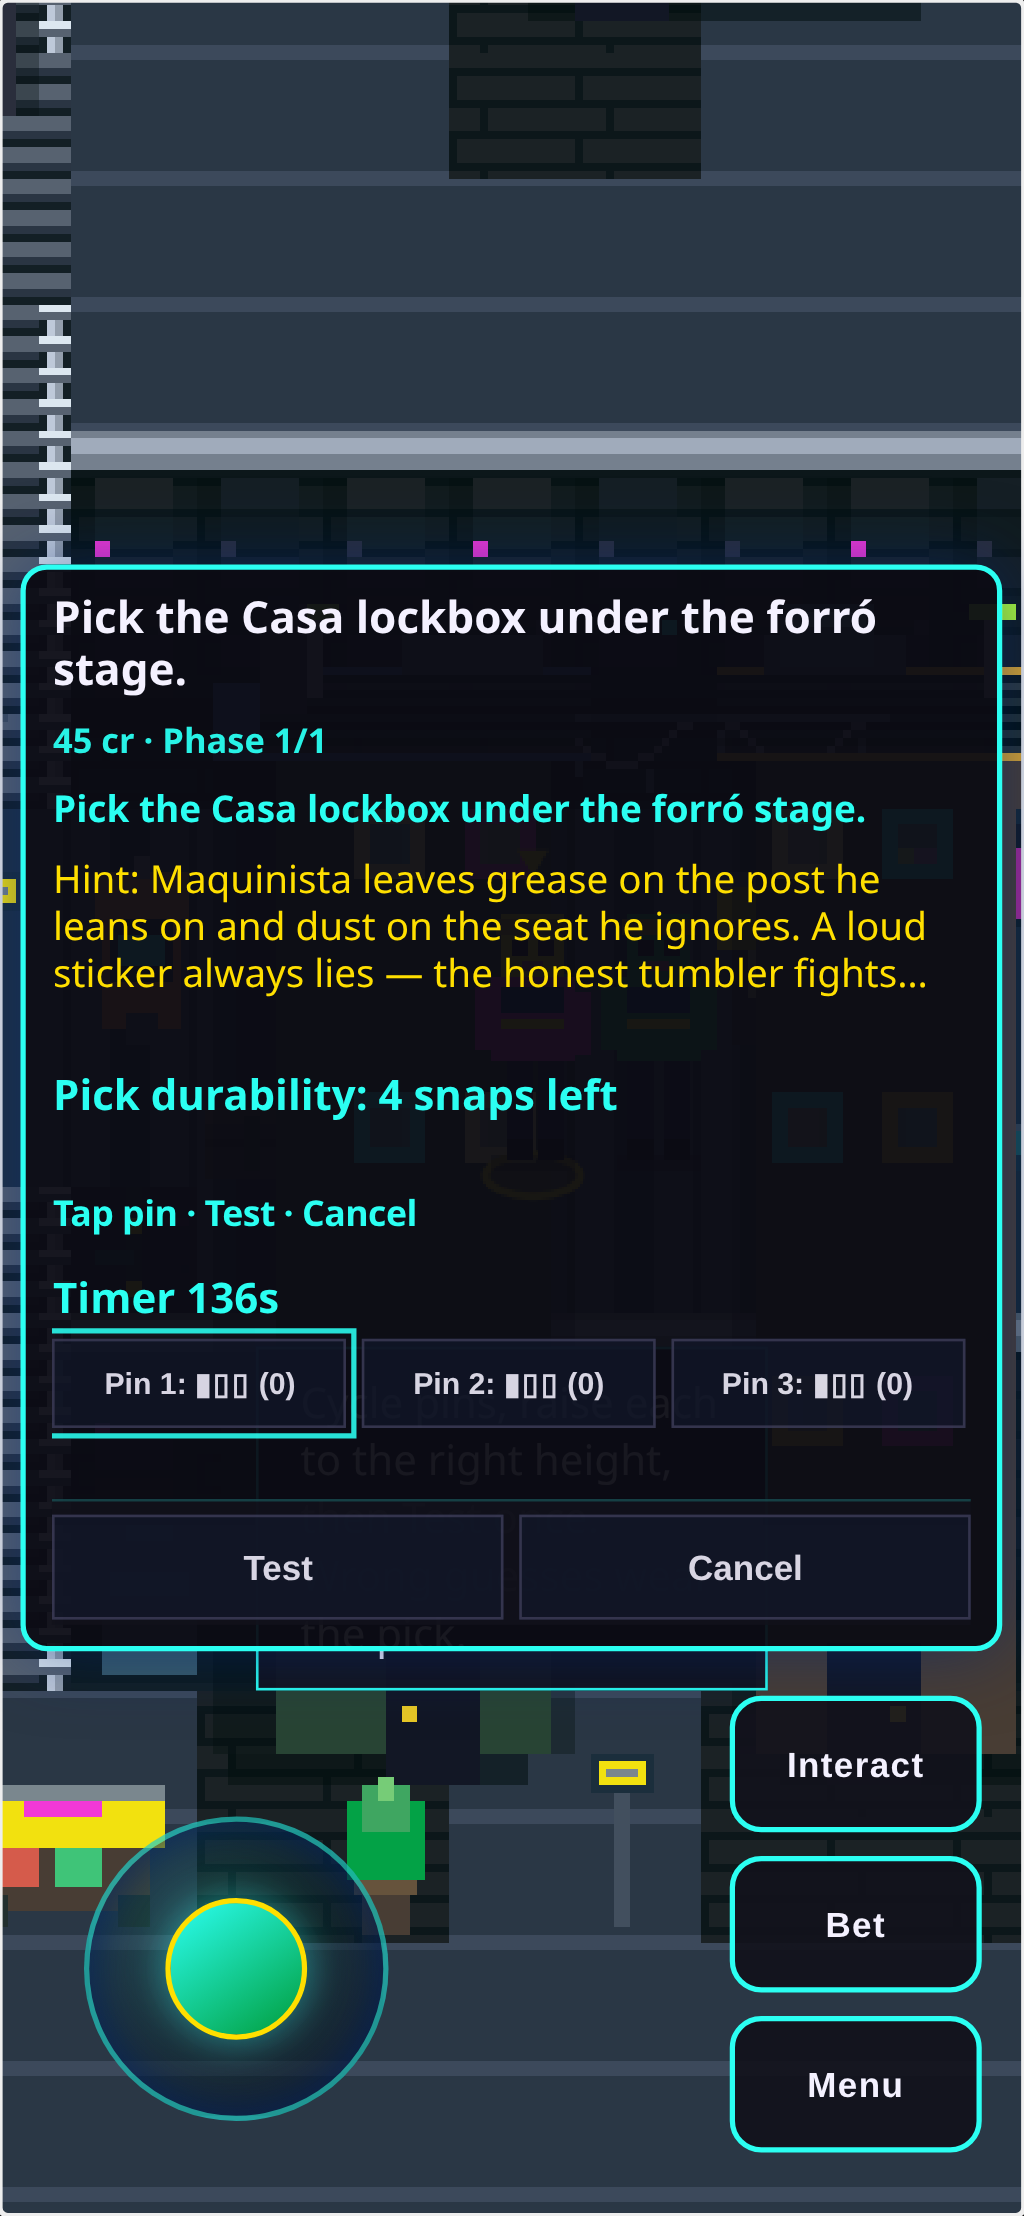 Pick the Casa lockbox under the forró
stage.
45 cr · Phase 1/1
Pick the Casa lockbox under the forró stage.
Hint: Maquinista leaves grease on the post he
leans on and dust on the seat he ignores. A loud
sticker always lies — the honest tumbler fights...
Pick durability: 4 snaps left
Tap pin · Test · Cancel
Timer 136s
Pin 1: ▮▯▯ (0)
Pin 2: ▮▯▯ (0)
Pin 3: ▮▯▯ (0)
Cycle pins, raise each
to the right height,
Test
Cancel
the pick.
Interact
Bet
Menu